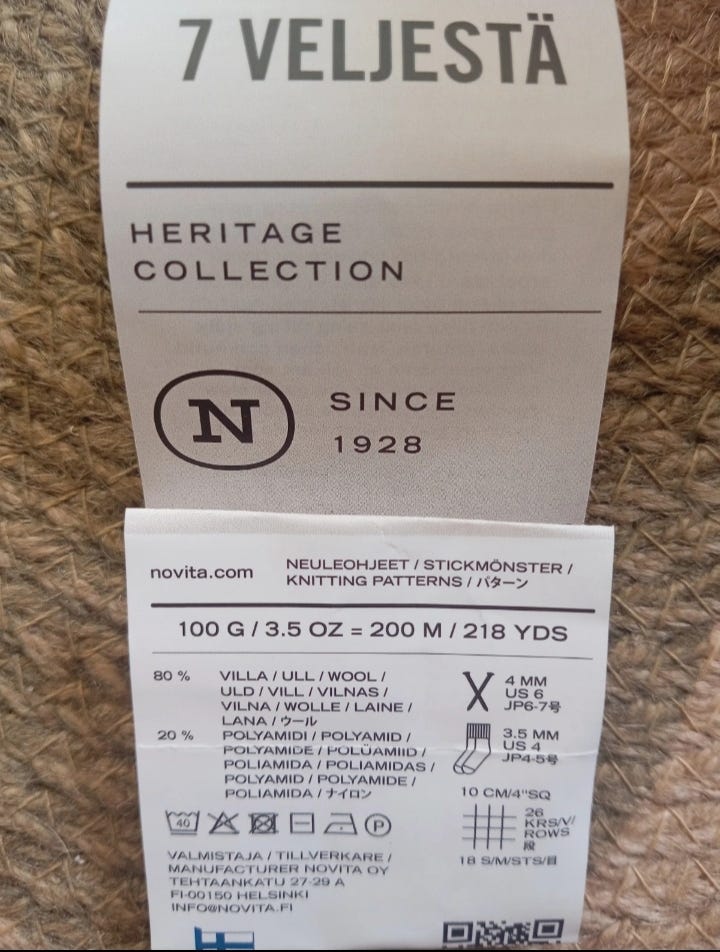 7 VELJESTÄ
HERITAGE
COLLECTION
N
SINCE
1928
novita.com
NEULEOHJEET / STICKMÖNSTER /
KNITTING PATTERNS / パターン
100 G / 3.5 OZ = 200 M / 218 YDS
80 %
VILLA / ULL / WOOL /
ULD / VILL / VILNAS /
VILNA / WOLLE / LAINE /
LANA / ウール
20 %
POLYAMIDI / POLYAMID /
POLYAMIDE / POLÜAMIID /
POLIAMIDA / POLIAMIDAS /
POLYAMID / POLYAMIDE /
POLIAMIDA / ナイロン
4 MM
US 6
JP6-7号
3.5 MM
US 4
JP4-5号
10 CM/4"SQ
26
KRS/V/
ROWS
段
18 S/M/STS/目
40
P
VALMISTAJA / TILLVERKARE /
MANUFACTURER NOVITA OY
TEHTAANKATU 27-29 A
FI-00150 HELSINKI
INFO@NOVITA.FI